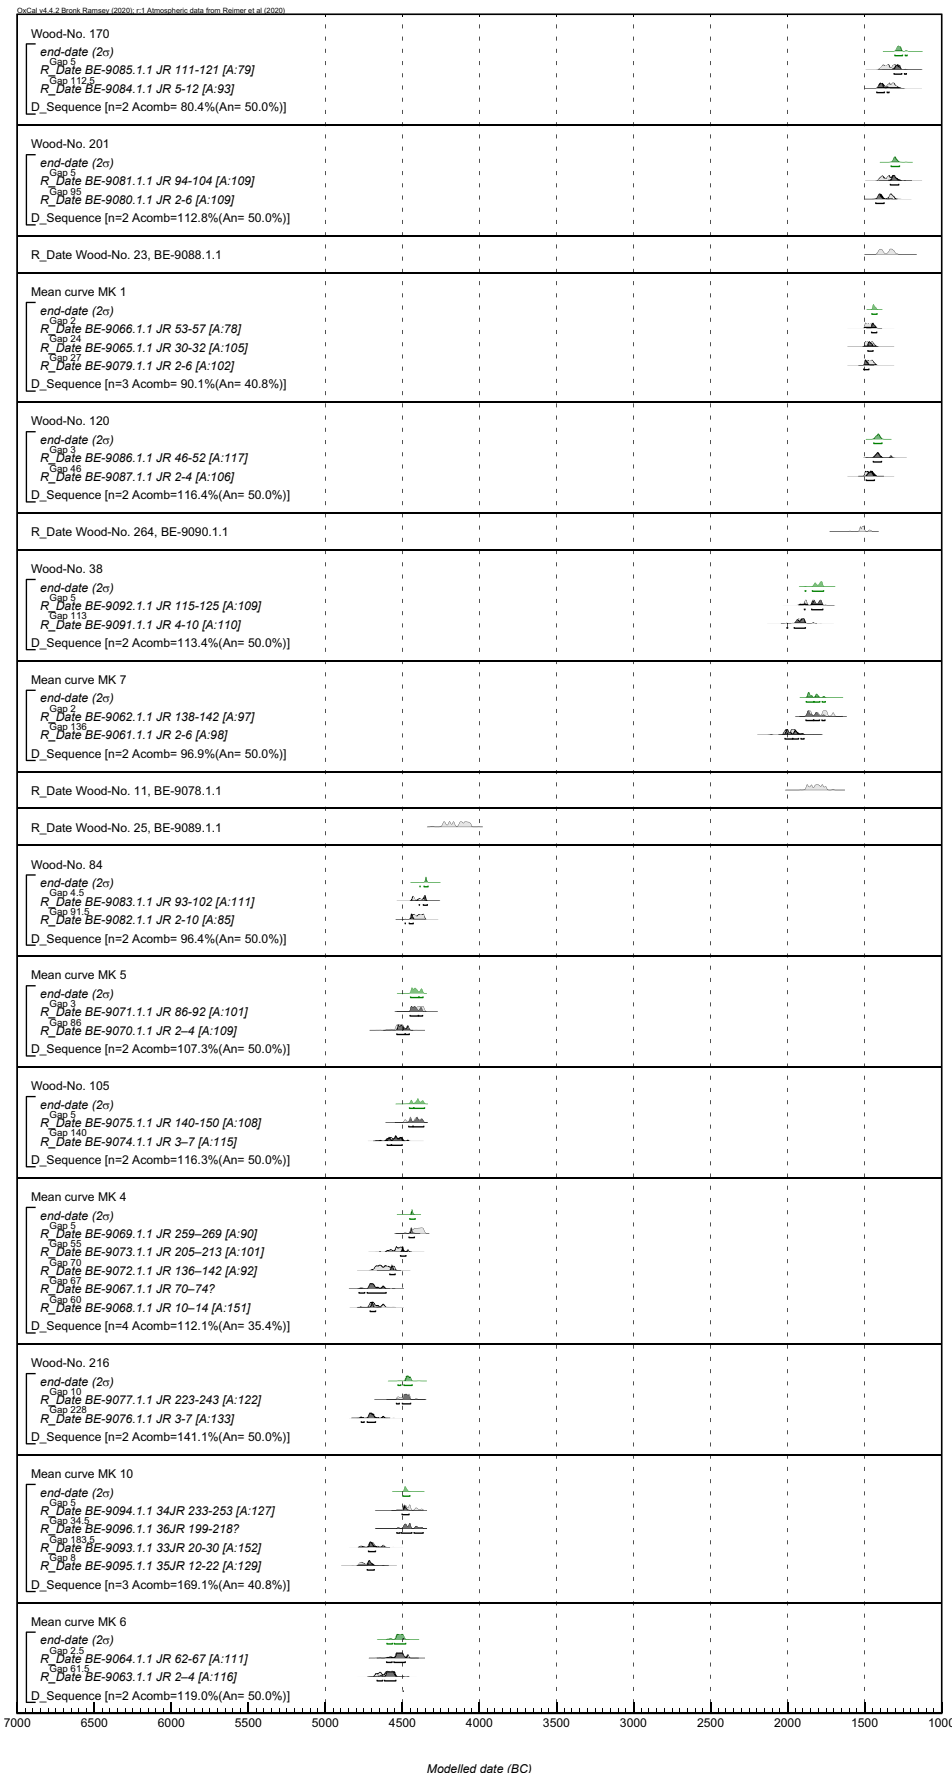 OxCal v4.4.2 Bronk Ramsey (2020); r:1 Atmospheric data from Reimer et al (2020)
Wood-No. 170
end-date (2σ)
Gap 5
R_Date BE-9085.1.1 JR 111-121 [A:79]
Gap 112.5
R_Date BE-9084.1.1 JR 5-12 [A:93]
D_Sequence [n=2 Acomb= 80.4%(An= 50.0%)]
Wood-No. 201
end-date (2σ)
Gap 5
R_Date BE-9081.1.1 JR 94-104 [A:109]
Gap 95
R_Date BE-9080.1.1 JR 2-6 [A:109]
D_Sequence [n=2 Acomb=112.8%(An= 50.0%)]
R_Date Wood-No. 23, BE-9088.1.1
Mean curve MK 1
end-date (2σ)
Gap 2
R_Date BE-9066.1.1 JR 53-57 [A:78]
Gap 24
R_Date BE-9065.1.1 JR 30-32 [A:105]
Gap 27
R_Date BE-9079.1.1 JR 2-6 [A:102]
D_Sequence [n=3 Acomb= 90.1%(An= 40.8%)]
Wood-No. 120
end-date (2σ)
Gap 3
R_Date BE-9086.1.1 JR 46-52 [A:117]
Gap 46
R_Date BE-9087.1.1 JR 2-4 [A:106]
D_Sequence [n=2 Acomb=116.4%(An= 50.0%)]
R_Date Wood-No. 264, BE-9090.1.1
Wood-No. 38
end-date (2σ)
Gap 5
R_Date BE-9092.1.1 JR 115-125 [A:109]
Gap 113
R_Date BE-9091.1.1 JR 4-10 [A:110]
D_Sequence [n=2 Acomb=113.4%(An= 50.0%)]
Mean curve MK 7
end-date (2σ)
Gap 2
R_Date BE-9062.1.1 JR 138-142 [A:97]
Gap 136
R_Date BE-9061.1.1 JR 2-6 [A:98]
D_Sequence [n=2 Acomb= 96.9%(An= 50.0%)]
R_Date Wood-No. 11, BE-9078.1.1
R_Date Wood-No. 25, BE-9089.1.1
Wood-No. 84
end-date (2σ)
Gap 4.5
R_Date BE-9083.1.1 JR 93-102 [A:111]
Gap 91.5
R_Date BE-9082.1.1 JR 2-10 [A:85]
D_Sequence [n=2 Acomb= 96.4%(An= 50.0%)]
Mean curve MK 5
end-date (2σ)
Gap 3
R_Date BE-9071.1.1 JR 86-92 [A:101]
Gap 86
R_Date BE-9070.1.1 JR 2–4 [A:109]
D_Sequence [n=2 Acomb=107.3%(An= 50.0%)]
Wood-No. 105
end-date (2σ)
Gap 5
R_Date BE-9075.1.1 JR 140-150 [A:108]
Gap 140
R_Date BE-9074.1.1 JR 3–7 [A:115]
D_Sequence [n=2 Acomb=116.3%(An= 50.0%)]
Mean curve MK 4
end-date (2σ)
Gap 5
R_Date BE-9069.1.1 JR 259–269 [A:90]
Gap 55
R_Date BE-9073.1.1 JR 205–213 [A:101]
Gap 70
R_Date BE-9072.1.1 JR 136–142 [A:92]
Gap 67
R_Date BE-9067.1.1 JR 70–74?
Gap 60
R_Date BE-9068.1.1 JR 10–14 [A:151]
D_Sequence [n=4 Acomb=112.1%(An= 35.4%)]
Wood-No. 216
end-date (2σ)
Gap 10
R_Date BE-9077.1.1 JR 223-243 [A:122]
Gap 228
R_Date BE-9076.1.1 JR 3-7 [A:133]
D_Sequence [n=2 Acomb=141.1%(An= 50.0%)]
Mean curve MK 10
end-date (2σ)
Gap 5
R_Date BE-9094.1.1 34JR 233-253 [A:127]
Gap 34.5
R_Date BE-9096.1.1 36JR 199-218?
Gap 183.5
R_Date BE-9093.1.1 33JR 20-30 [A:152]
Gap 8
R_Date BE-9095.1.1 35JR 12-22 [A:129]
D_Sequence [n=3 Acomb=169.1%(An= 40.8%)]
Mean curve MK 6
end-date (2σ)
Gap 2.5
R_Date BE-9064.1.1 JR 62-67 [A:111]
Gap 61.5
R_Date BE-9063.1.1 JR 2–4 [A:116]
D_Sequence [n=2 Acomb=119.0%(An= 50.0%)]
7000 6500 6000 5500 5000 4500 4000 3500 3000 2500 2000 1500 1000
Modelled date (BC)